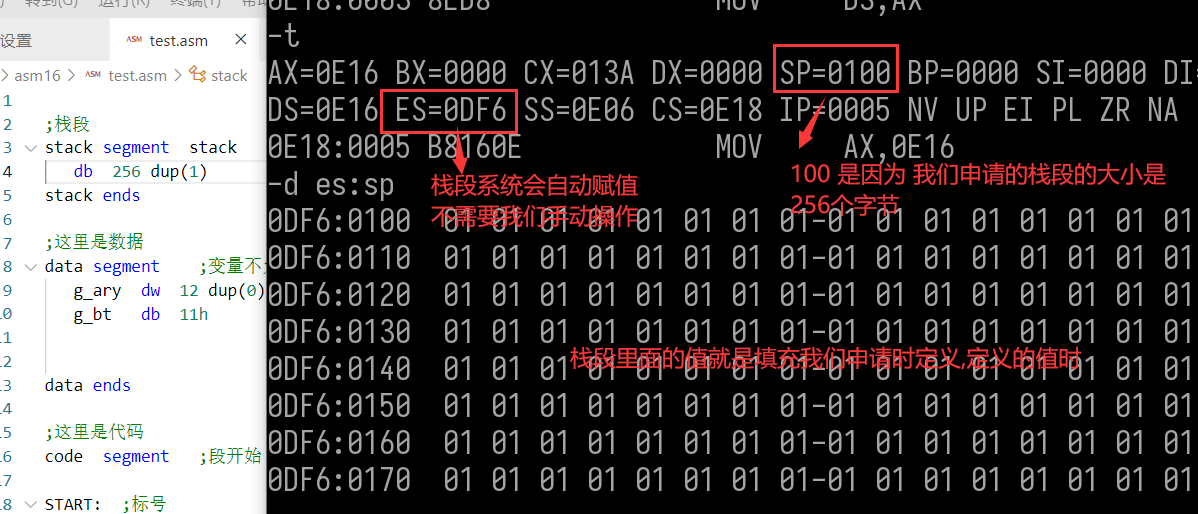 转到(G) 运行(R) 终端(T)
设置
ASM test.asm ×
> asm16 > ASM test.asm > stack
1
2 ;栈段
3 stack segment  stack
4     db  256 dup(1)
5 stack ends
6
7 ;这里是数据
8 data segment    ;变量不
9     g_ary  dw  12 dup(0)
10     g_bt   db  11h
11
12
13 data ends
14
15 ;这里是代码
16 code  segment   ;段开始
17
18 START:  ;标号
0E18:0003 8ED8 MOV DS,AX
-t
AX=0E16 BX=0000 CX=013A DX=0000 SP=0100 BP=0000 SI=0000 DI=
DS=0E16 ES=0DF6 SS=0E06 CS=0E18 IP=0005 NV UP EI PL ZR NA
0E18:0005 B8160E MOV AX,0E16
-d es:sp
栈段系统会自动赋值
不需要我们手动操作
100 是因为 我们申请的栈段的大小是
256个字节
0DF6:0100 01 01 01 01 01 01 01 01-01 01 01 01 01 01 01
0DF6:0110 01 01 01 01 01 01 01 01-01 01 01 01 01 01 01
0DF6:0120 01 01 01 01 01 01 01 01-01 01 01 01 01 01 01
0DF6:0130 01 01 01 01 01 01 01 01-01 01 01 01 01 01 01
栈段里面的值就是填充我们申请时定义,定义的值时
0DF6:0140 01 01 01 01 01 01 01 01-01 01 01 01 01 01 01
0DF6:0150 01 01 01 01 01 01 01 01-01 01 01 01 01 01 01
0DF6:0160 01 01 01 01 01 01 01 01-01 01 01 01 01 01 01
0DF6:0170 01 01 01 01 01 01 01 01-01 01 01 01 01 01 01